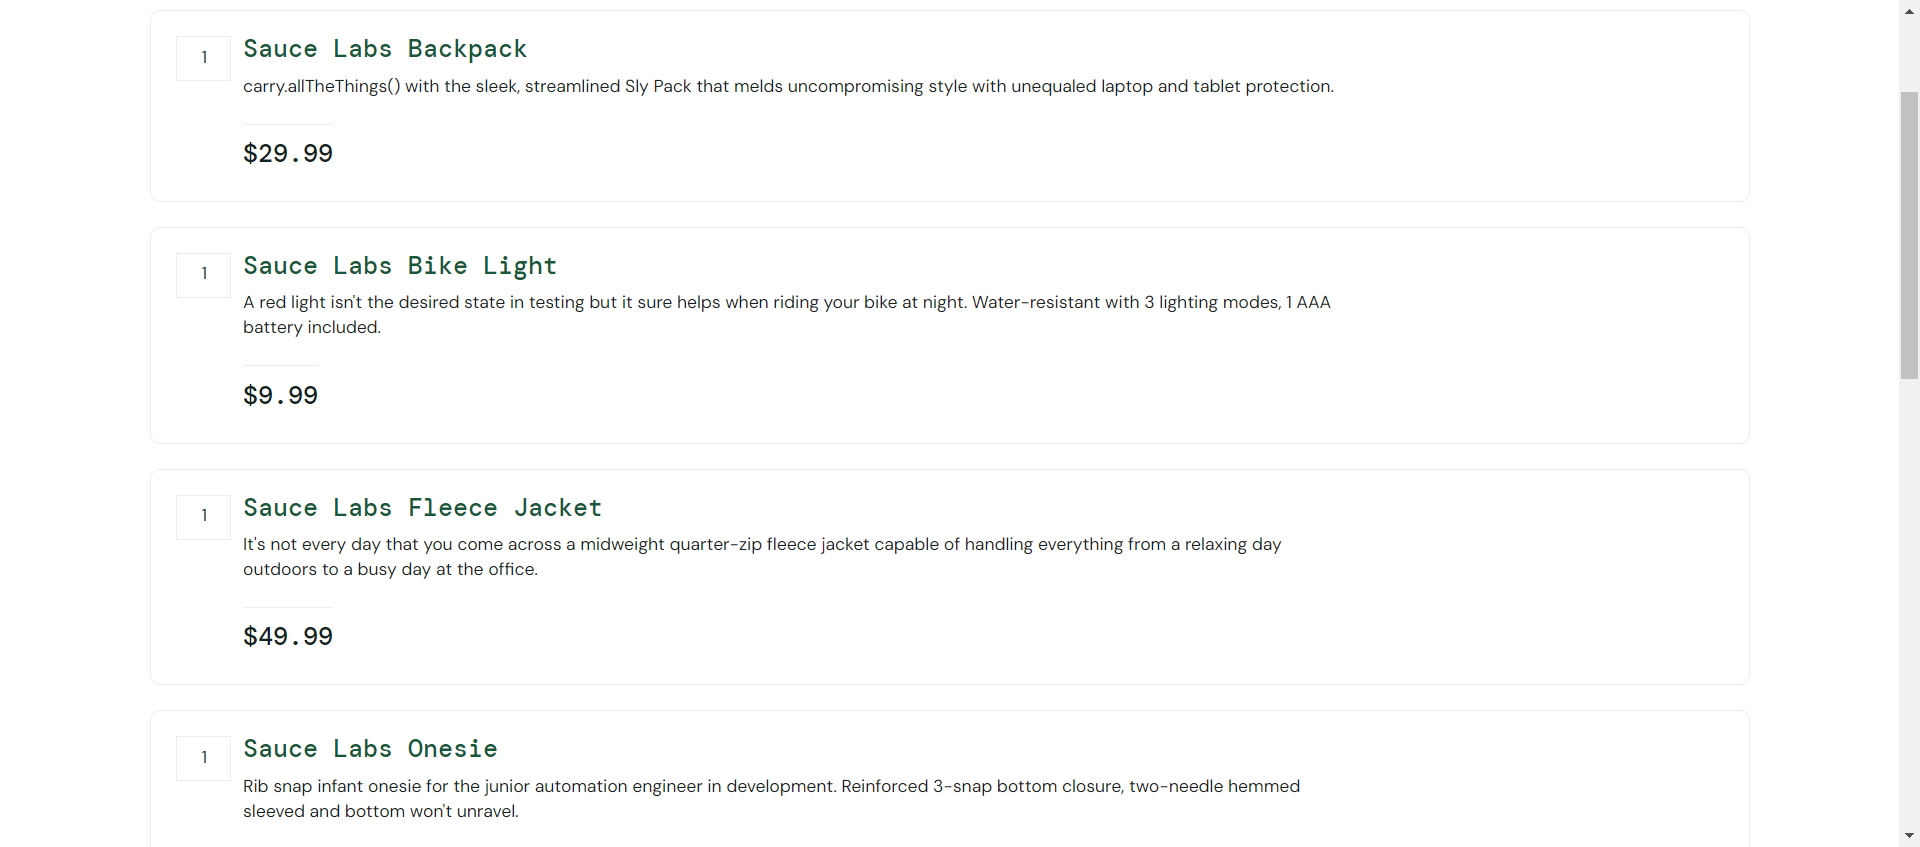 1
Sauce Labs Backpack
carry.allTheThings() with the sleek, streamlined Sly Pack that melds uncompromising style with unequaled laptop and tablet protection.
$29.99
1
Sauce Labs Bike Light
A red light isn't the desired state in testing but it sure helps when riding your bike at night. Water-resistant with 3 lighting modes, 1 AAA
battery included.
$9.99
1
Sauce Labs Fleece Jacket
It's not every day that you come across a midweight quarter-zip fleece jacket capable of handling everything from a relaxing day
outdoors to a busy day at the office.
$49.99
1
Sauce Labs Onesie
Rib snap infant onesie for the junior automation engineer in development. Reinforced 3-snap bottom closure, two-needle hemmed
sleeved and bottom won't unravel.